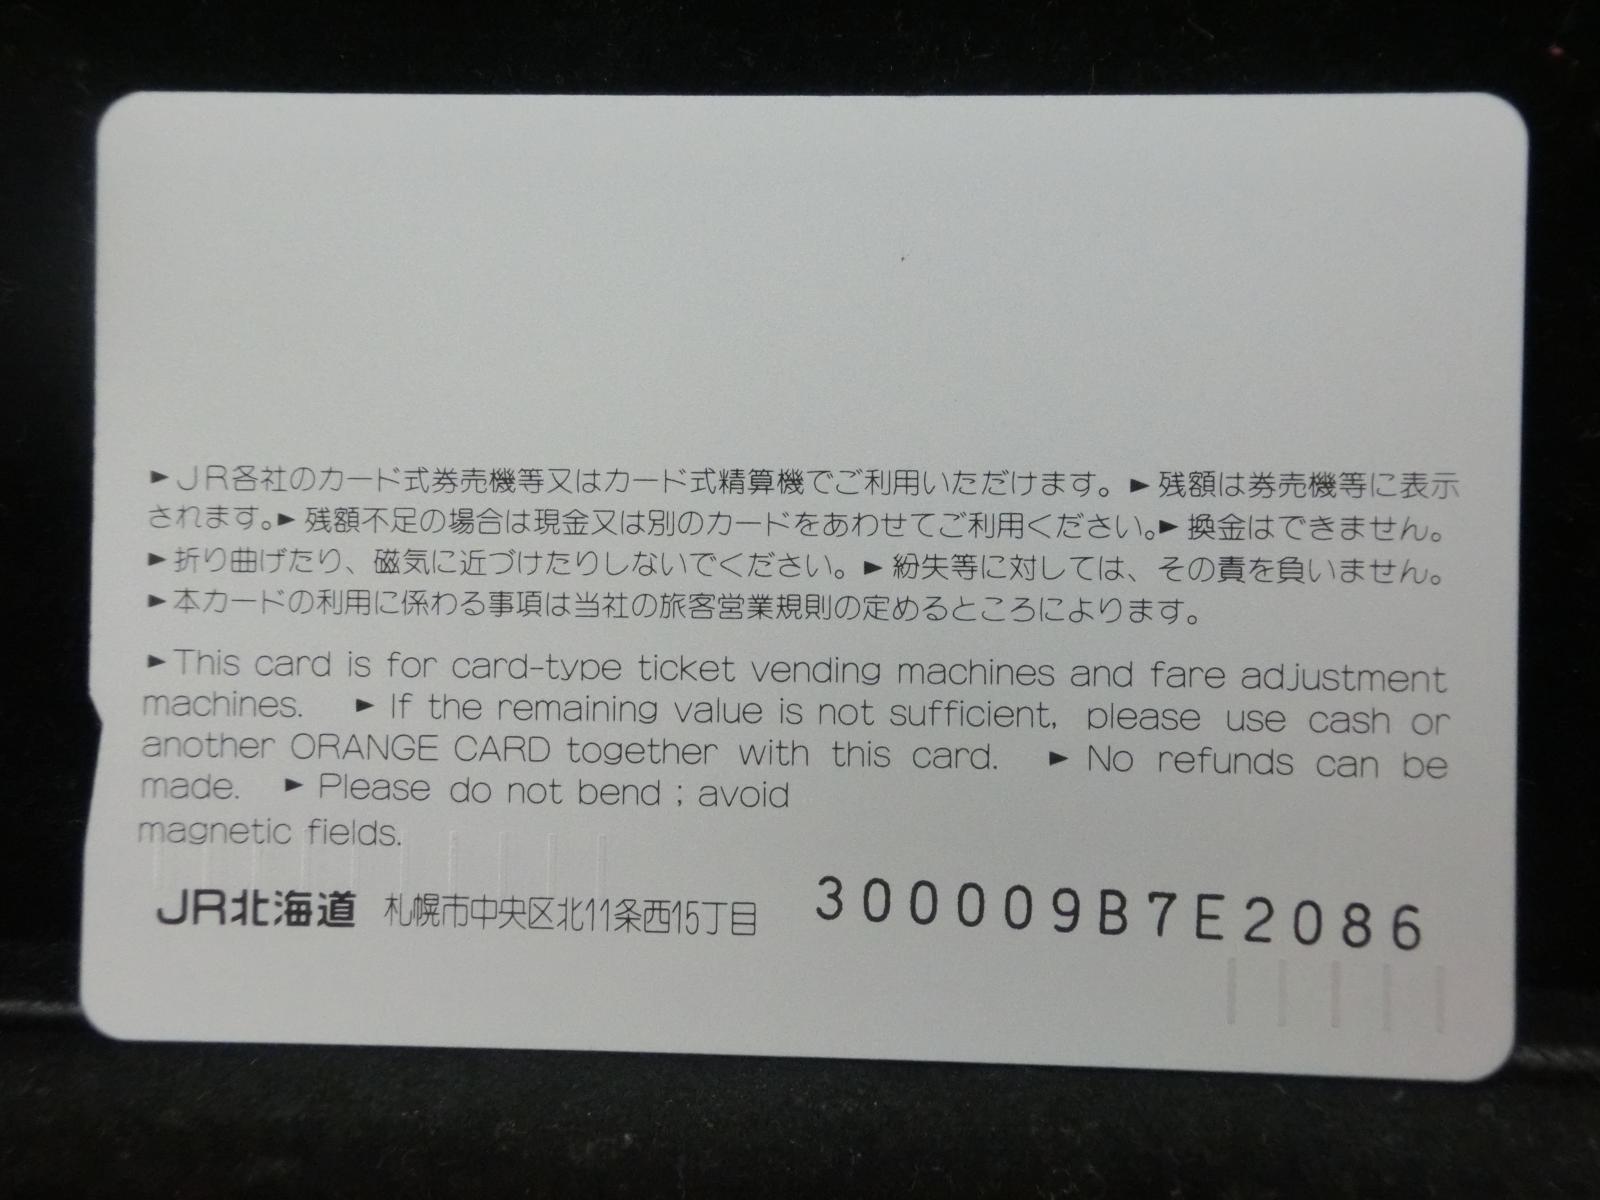 ►JR各社のカード式券売機等又はカード式精算機でご利用いただけます。►残額は券売機等に表示
されます。►残額不足の場合は現金又は別のカードをあわせてご利用ください。►換金はできません。
►折り曲げたり、磁気に近づけたりしないでください。►紛失等に対しては、その責を負いません。
►本カードの利用に係わる事項は当社の旅客営業規則の定めるところによります。
►This card is for card-type ticket vending machines and fare adjustment
machines. ►If the remaining value is not sufficient, please use cash or
another ORANGE CARD together with this card. ►No refunds can be
made. ►Please do not bend ; avoid
magnetic fields.
JR北海道 札幌市中央区北11条西15丁目 300009B7E2086